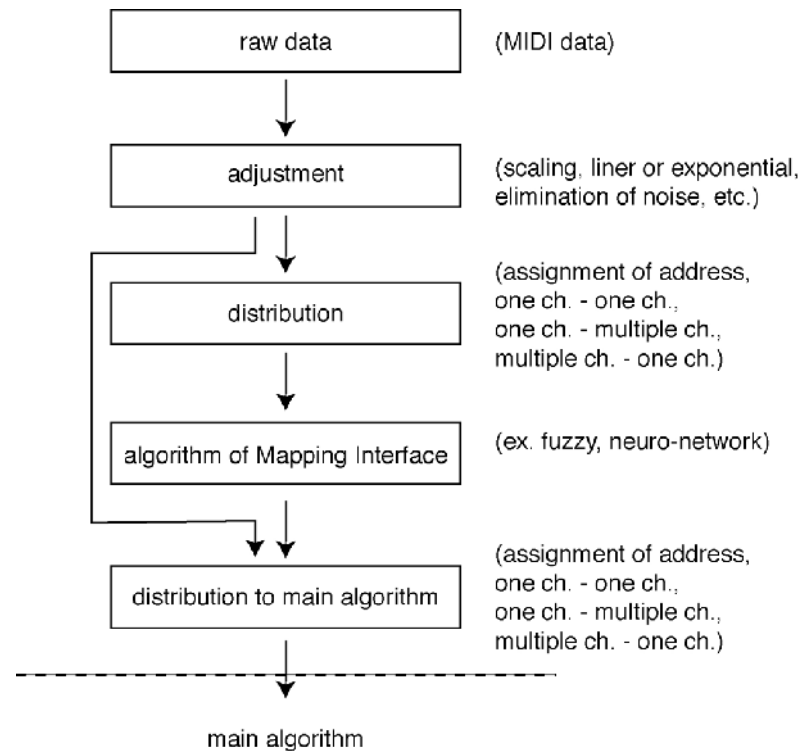 raw data
(MIDI data)
adjustment
(scaling, liner or exponential,
elimination of noise, etc.)
distribution
(assignment of address,
one ch. - one ch.,
one ch. - multiple ch.,
multiple ch. - one ch.)
algorithm of Mapping Interface
(ex. fuzzy, neuro-network)
distribution to main algorithm
(assignment of address,
one ch. - one ch.,
one ch. - multiple ch.,
multiple ch. - one ch.)
main algorithm